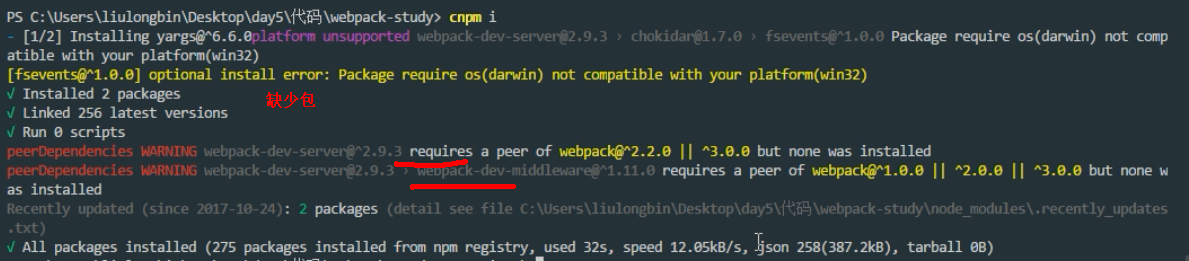 PS C:\Users\liulongbin\Desktop\day5\代码\webpack-study> cnpm i
- [1/2] Installing yargs@^6.6.0platform unsupported webpack-dev-server@2.9.3 › chokidar@1.7.0 › fsevents@^1.0.0 Package require os(darwin) not comp
atible with your platform(win32)
[fsevents@^1.0.0] optional install error: Package require os(darwin) not compatible with your platform(win32)
√ Installed 2 packages
缺少包
√ Linked 256 latest versions
√ Run 0 scripts
peerDependencies WARNING webpack-dev-server@^2.9.3 requires a peer of webpack@^2.2.0 || ^3.0.0 but none was installed
peerDependencies WARNING webpack-dev-server@2.9.3 › webpack-dev-middleware@^1.11.0 requires a peer of webpack@^1.0.0 || ^2.0.0 || ^3.0.0 but none w
as installed
Recently updated (since 2017-10-24): 2 packages (detail see file C:\Users\liulongbin\Desktop\day5\代码\webpack-study\node_modules\.recently_updates
.txt)
√ All packages installed (275 packages installed from npm registry, used 32s, speed 12.05kB/s, json 258(387.2kB), tarball 0B)